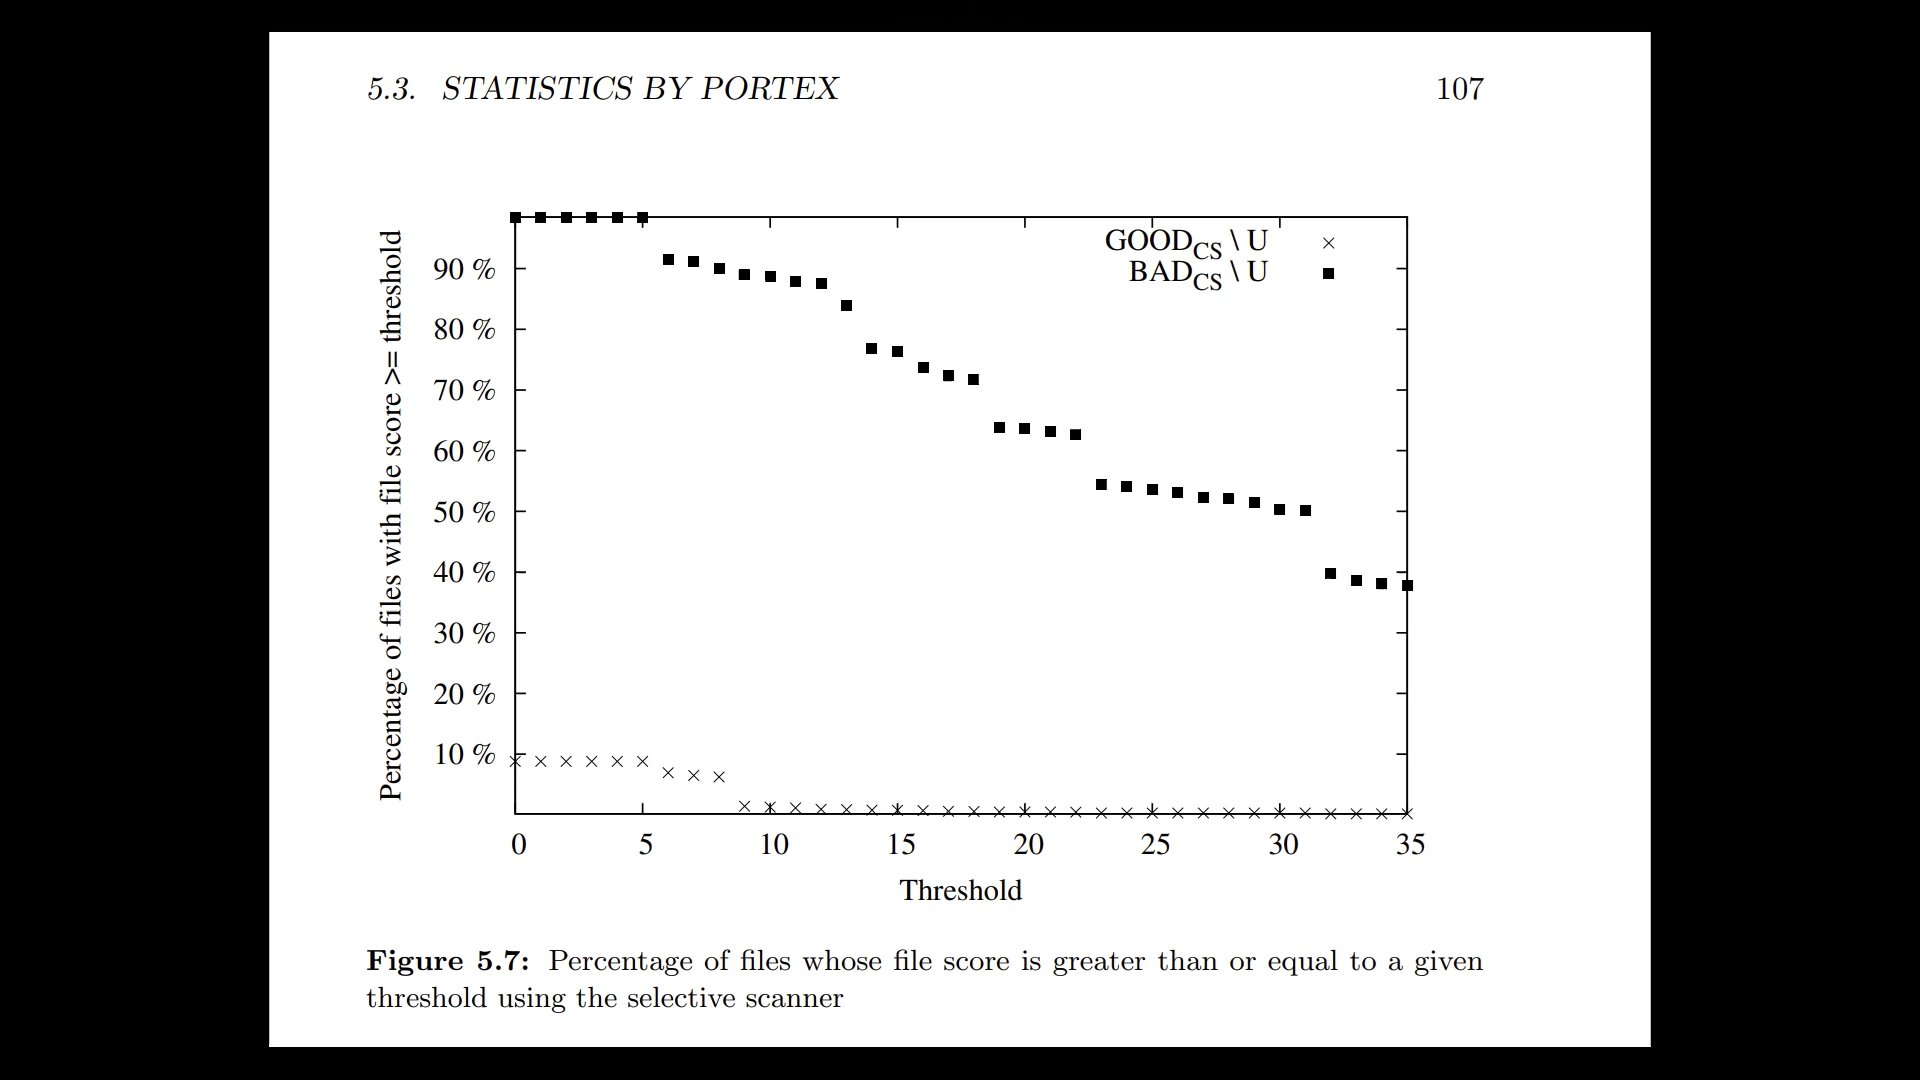 5.3. STATISTICS BY PORTEX 107
Percentage of files with file score >= threshold
GOOD_CS \ U
BAD_CS \ U
90 %
80 %
70 %
60 %
50 %
40 %
30 %
20 %
10 %
0 5 10 15 20 25 30 35
Threshold
Figure 5.7: Percentage of files whose file score is greater than or equal to a given
threshold using the selective scanner